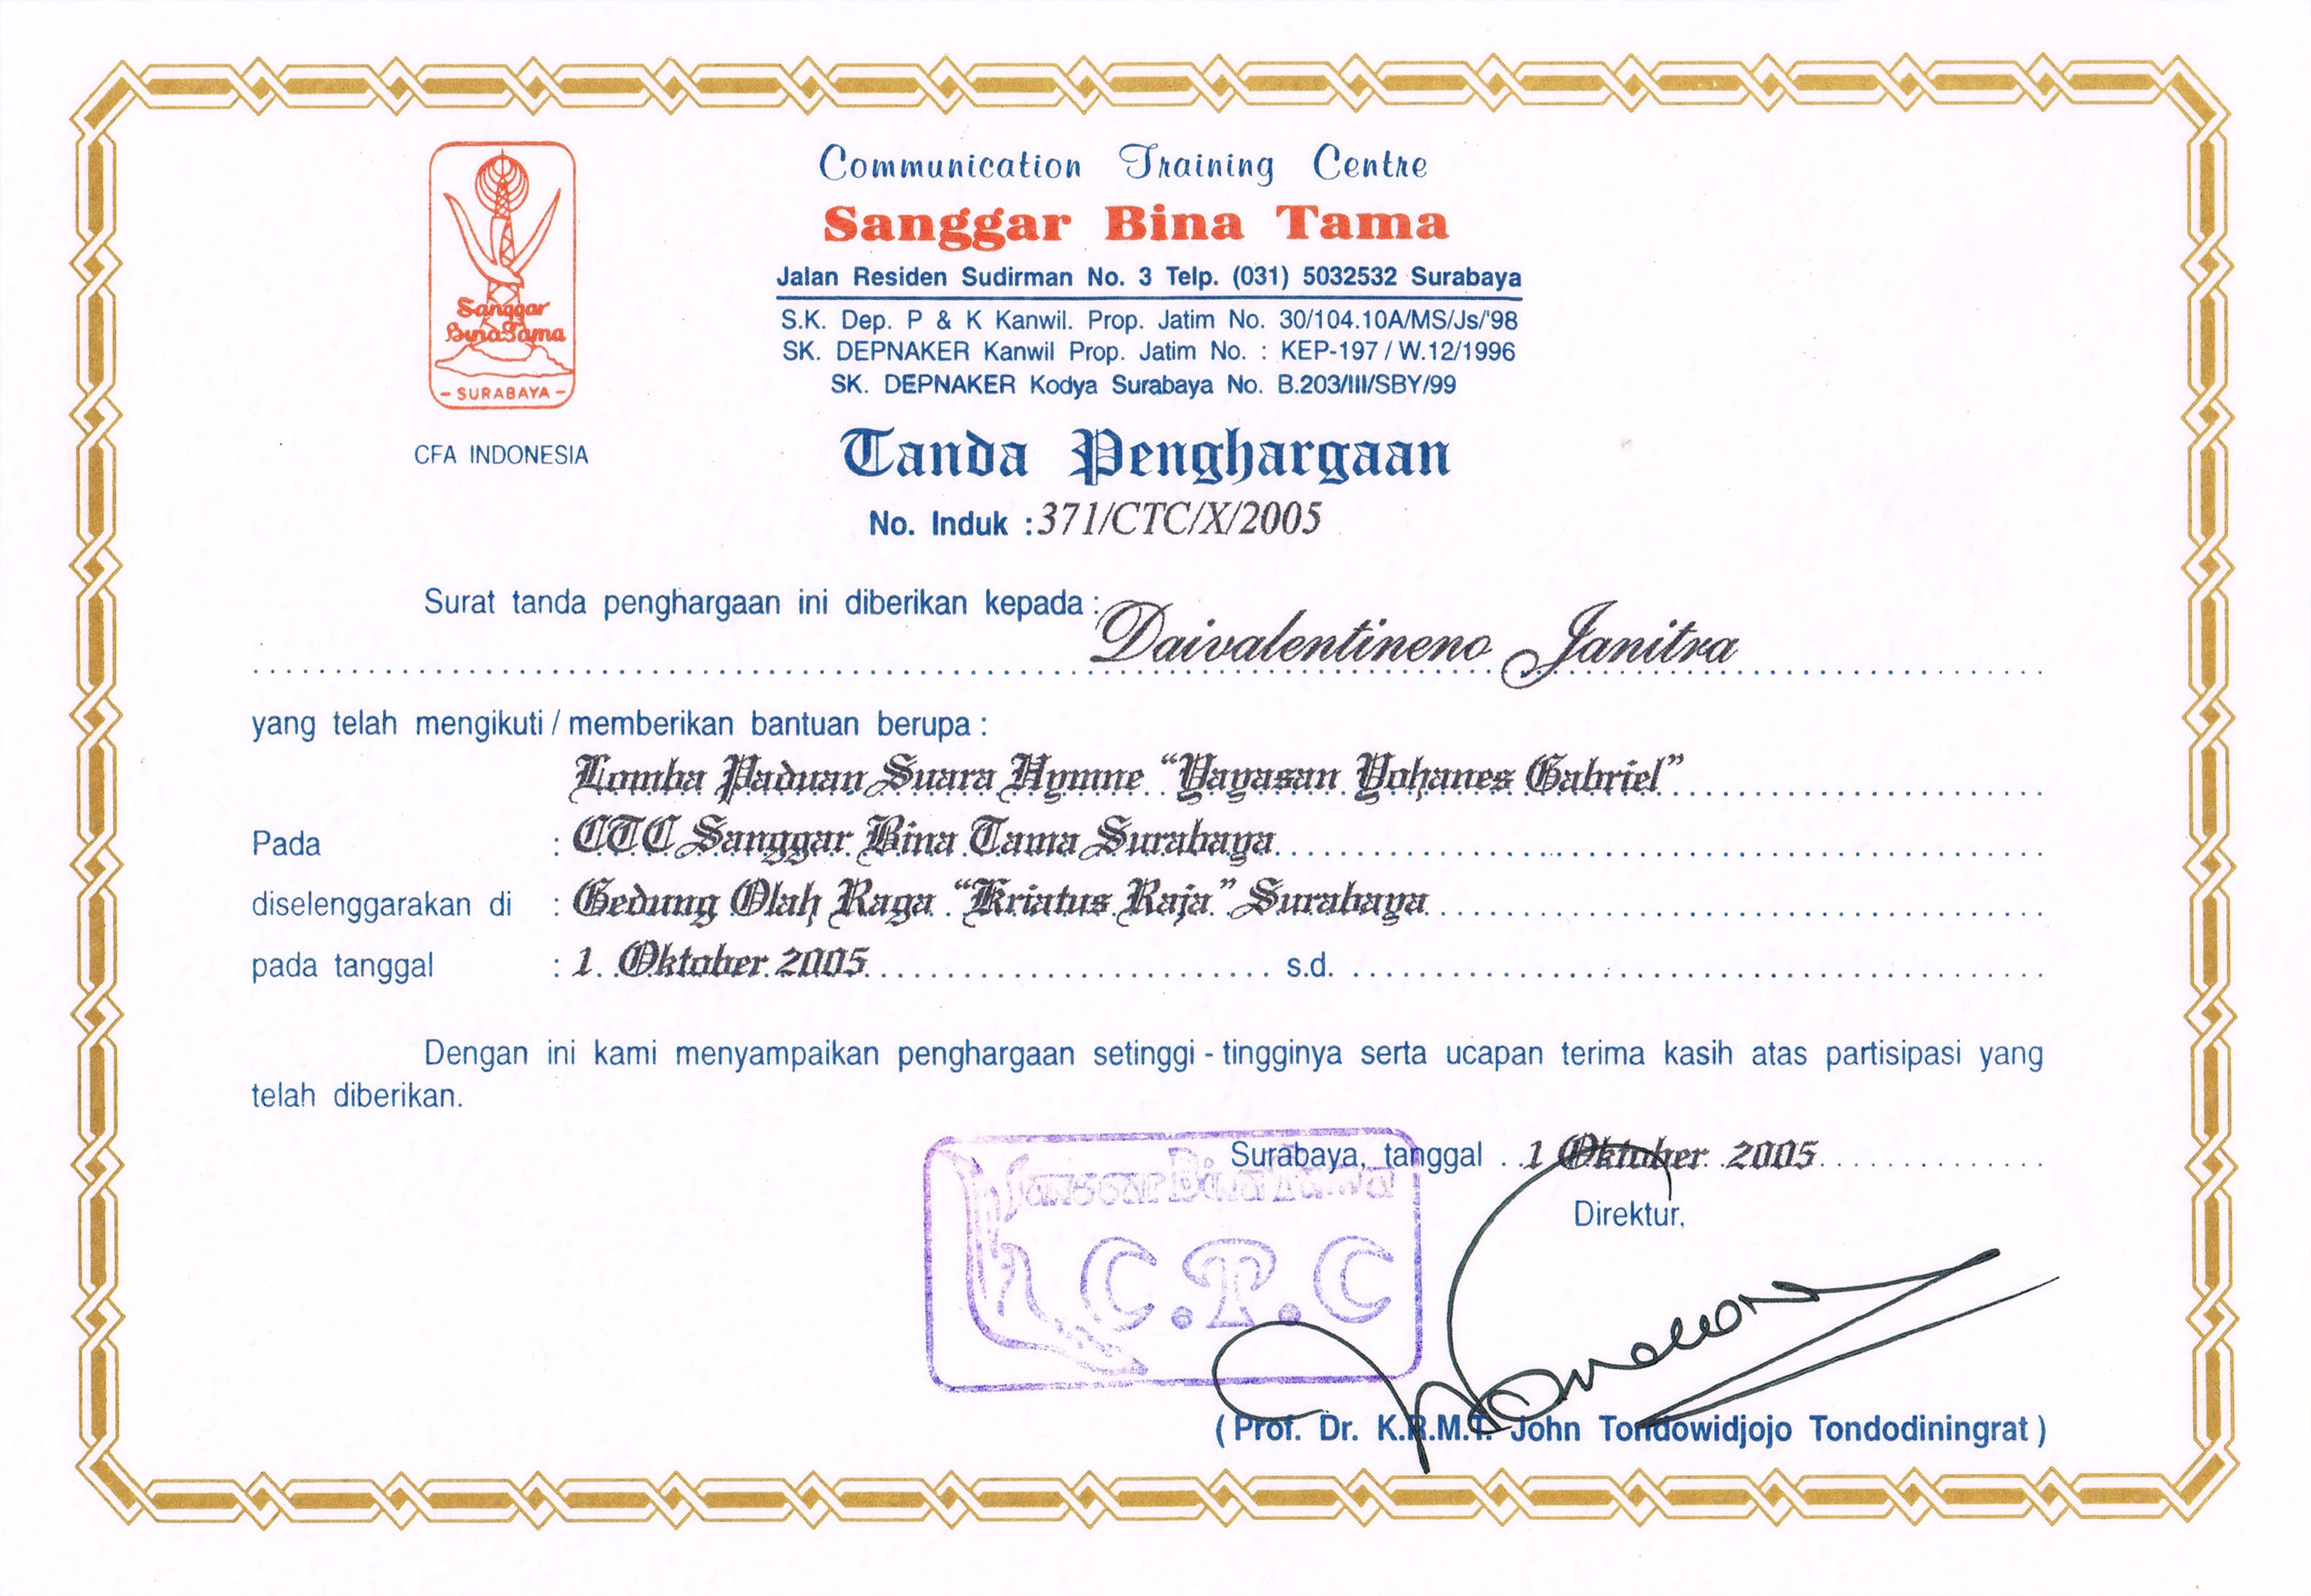 Communication Training Centre
Sanggar Bina Tama
Jalan Residen Sudirman No. 3 Telp. (031) 5032532 Surabaya
S.K. Dep. P & K Kanwil. Prop. Jatim No. 30/104.10A/MS/Js/'98
SK. DEPNAKER Kanwil Prop. Jatim No. : KEP-197 / W.12/1996
SK. DEPNAKER Kodya Surabaya No. B.203/III/SBY/99
Sanggar
Bina Tama
- SURABAYA -
CFA INDONESIA
Tanda Penghargaan
No. Induk : 371/CTC/X/2005
Surat tanda penghargaan ini diberikan kepada :
Daivalentineno Janitra
yang telah mengikuti / memberikan bantuan berupa :
Lomba Paduan Suara Hymne “Yayasan Yohanes Gabriel”
Pada : CTC Sanggar Bina Tama Surabaya
diselenggarakan di : Gedung Olah Raga “Kriatus Raja” Surabaya
pada tanggal : 1 Oktober 2005 s.d.
Dengan ini kami menyampaikan penghargaan setinggi - tingginya serta ucapan terima kasih atas partisipasi yang
telah diberikan.
Surabaya, tanggal 1 Oktober 2005
Direktur,
Sanggar Bina Tama
C.T.C
( Prof. Dr. K.R.M.T. John Tondowidjojo Tondodiningrat )